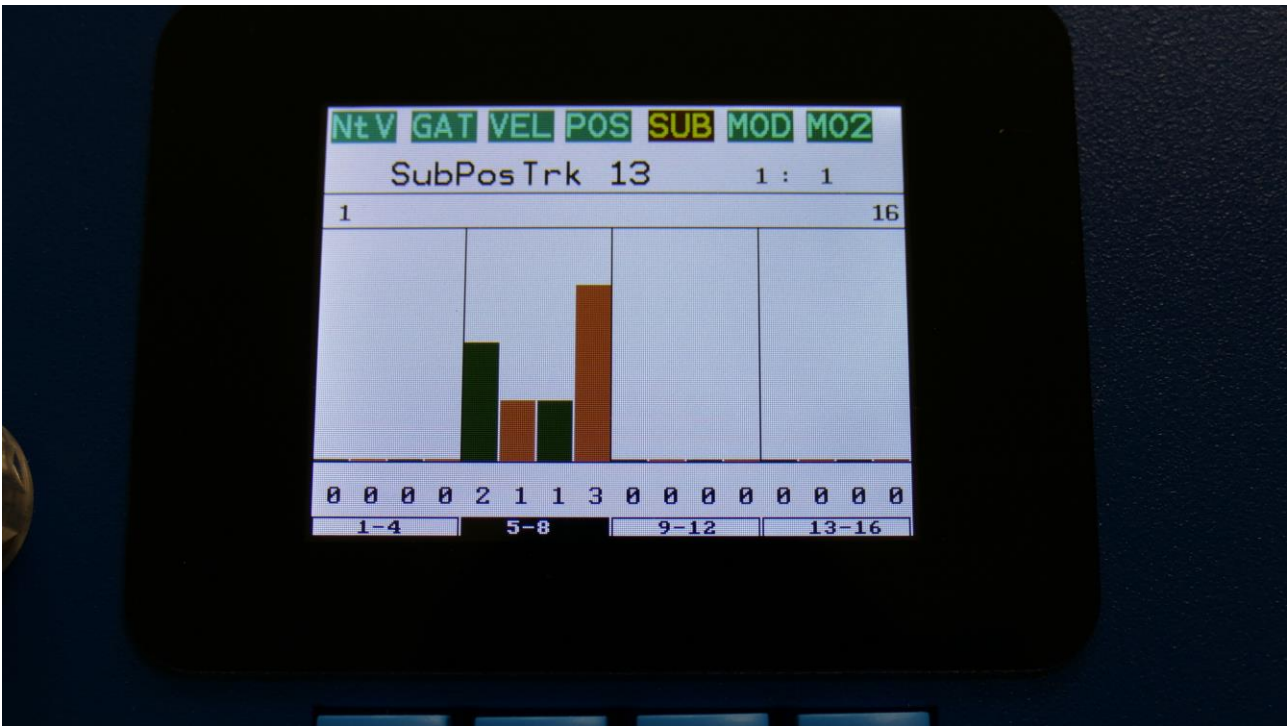 NtV GAT VEL POS SUB MOD MO2
SubPosTrk 13 1 : 1
1 16
0 0 0 0 2 1 1 3 0 0 0 0 0 0 0 0
1-4 5-8 9-12 13-16